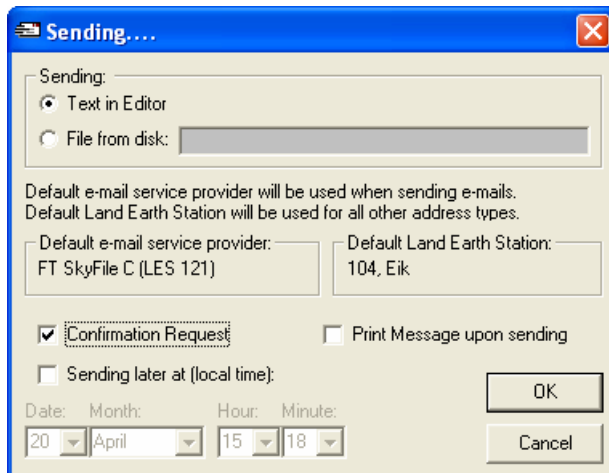 Sending....
Sending:
Text in Editor
File from disk:
Default e-mail service provider will be used when sending e-mails.
Default Land Earth Station will be used for all other address types.
Default e-mail service provider:
FT SkyFile C (LES 121)
Default Land Earth Station:
104, Eik
Confirmation Request
Print Message upon sending
Sending later at (local time):
Date: Month: Hour: Minute:
20 April 15 18
OK
Cancel